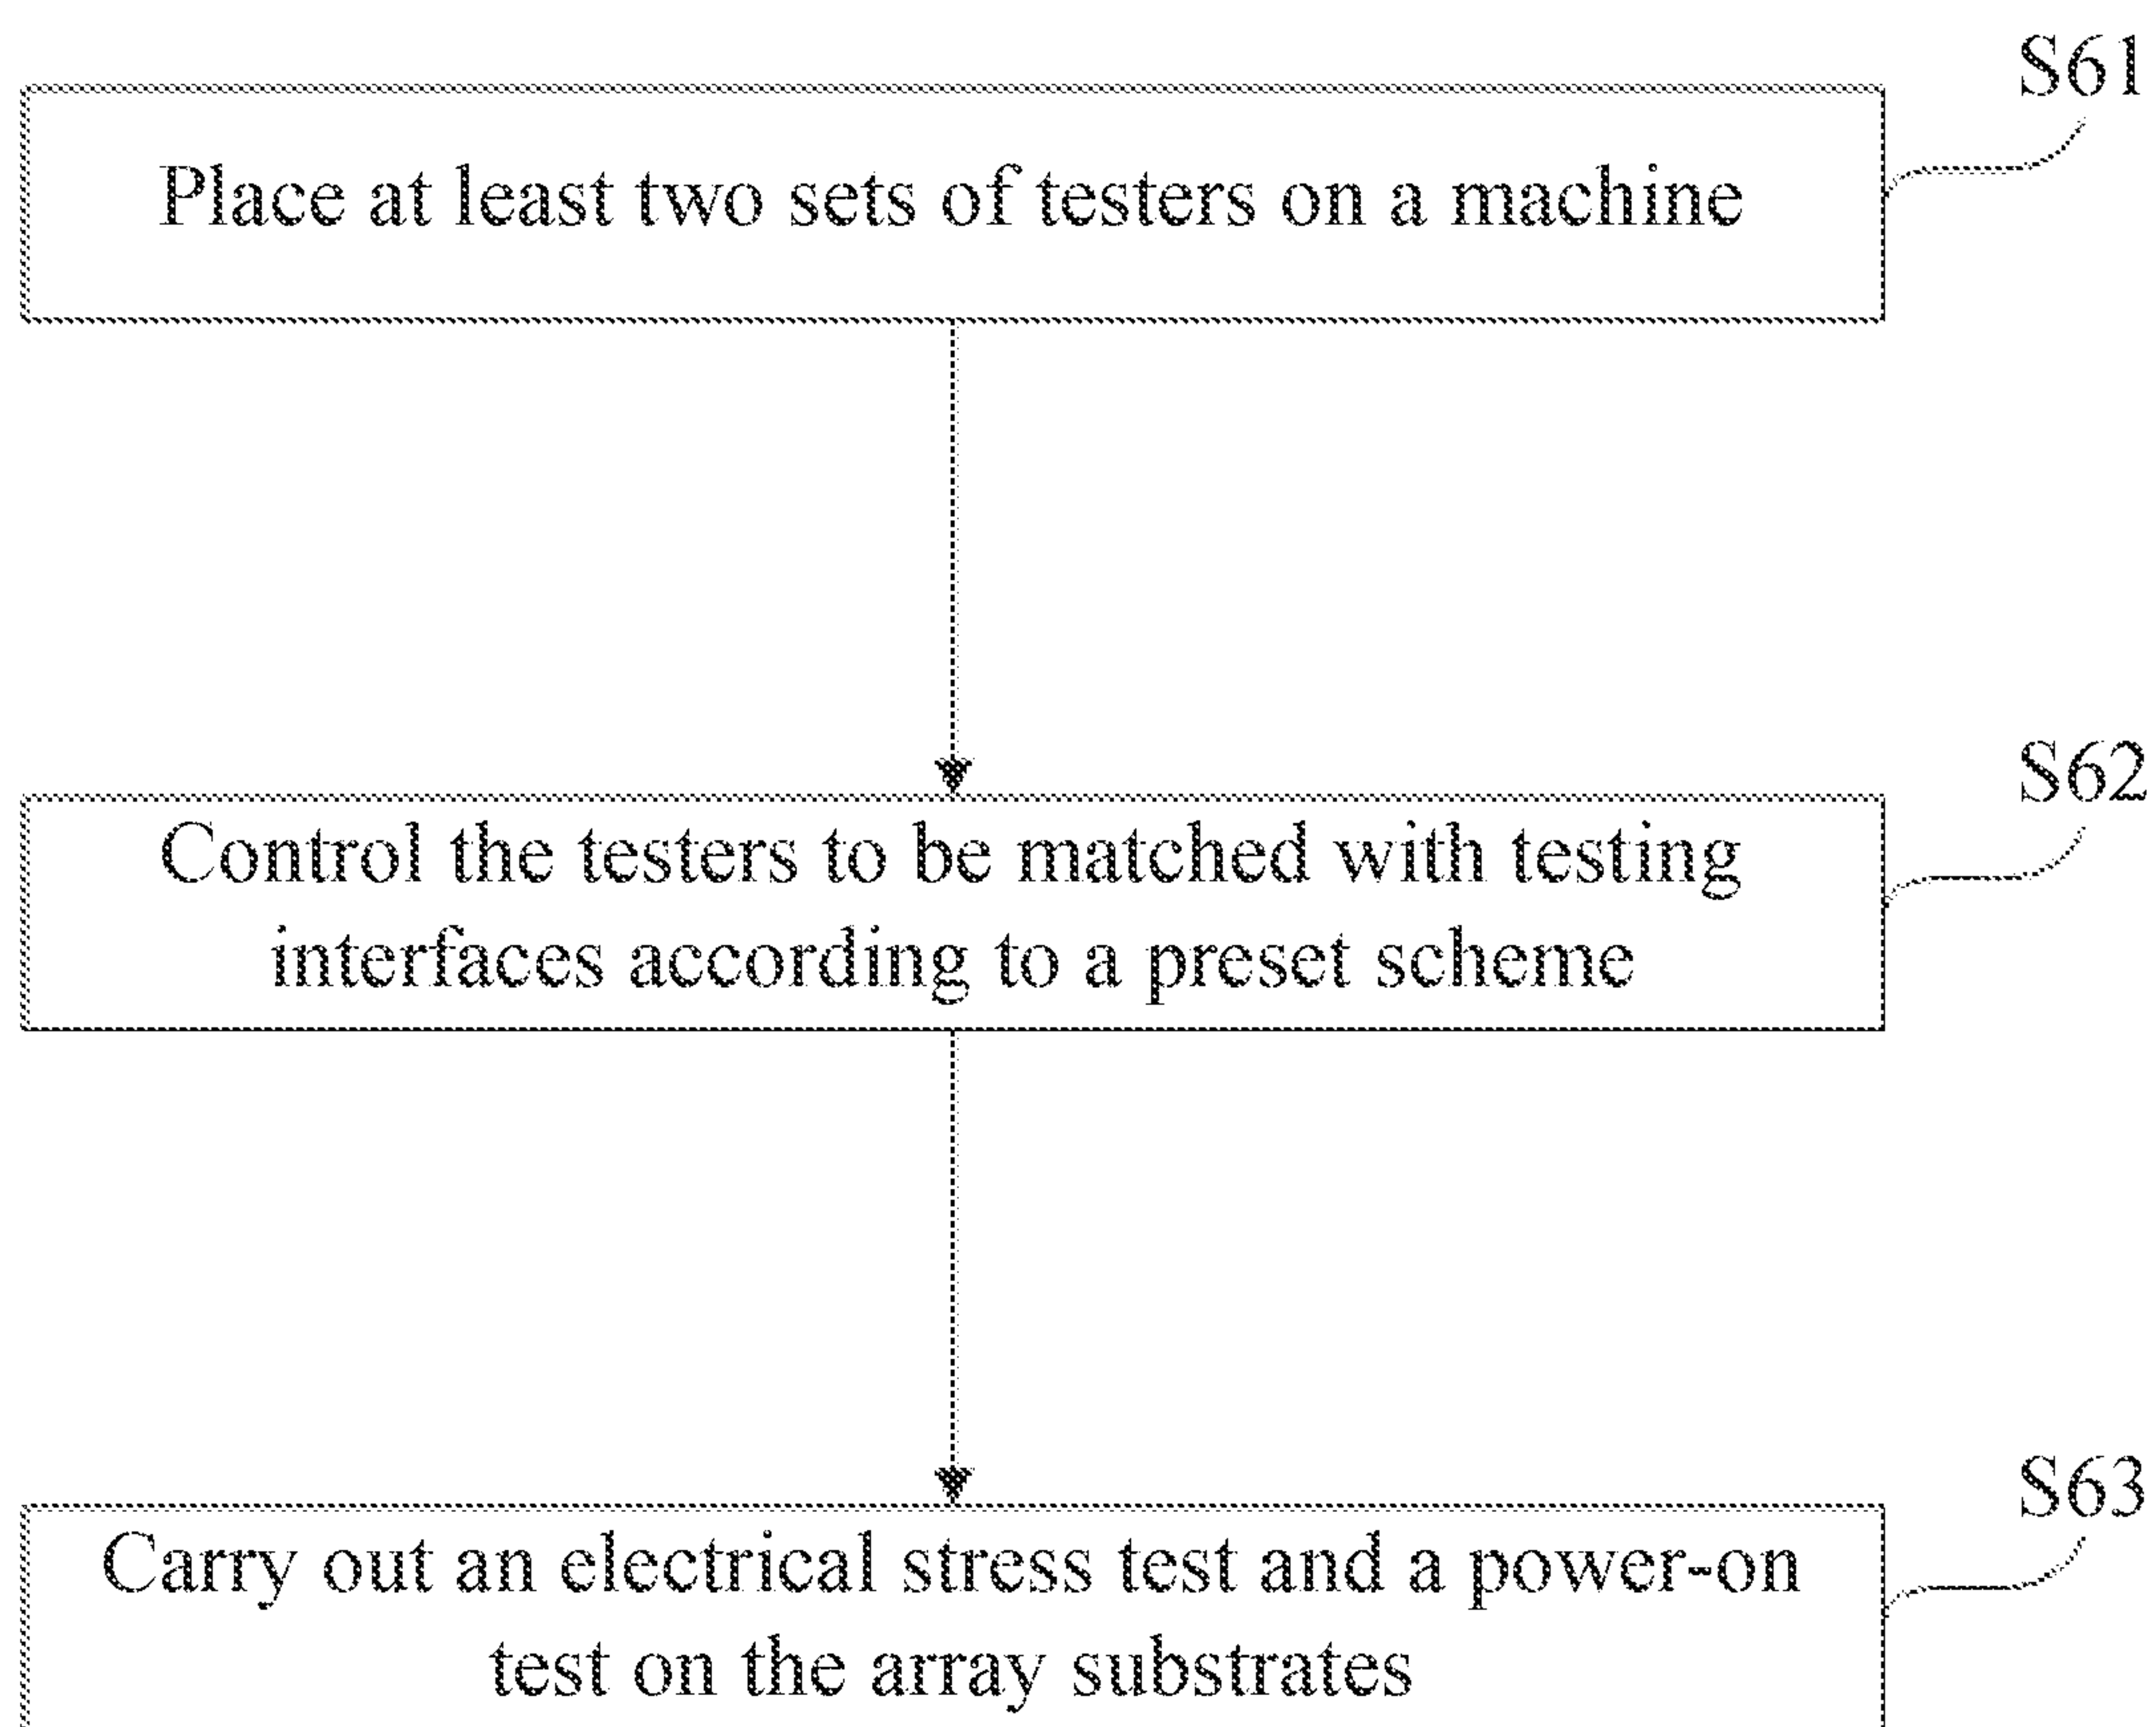 S61
Place at least two sets of testers on a machine
S62
Control the testers to be matched with testing
interfaces according to a preset scheme
S63
Carry out an electrical stress test and a power-on
test on the array substrates